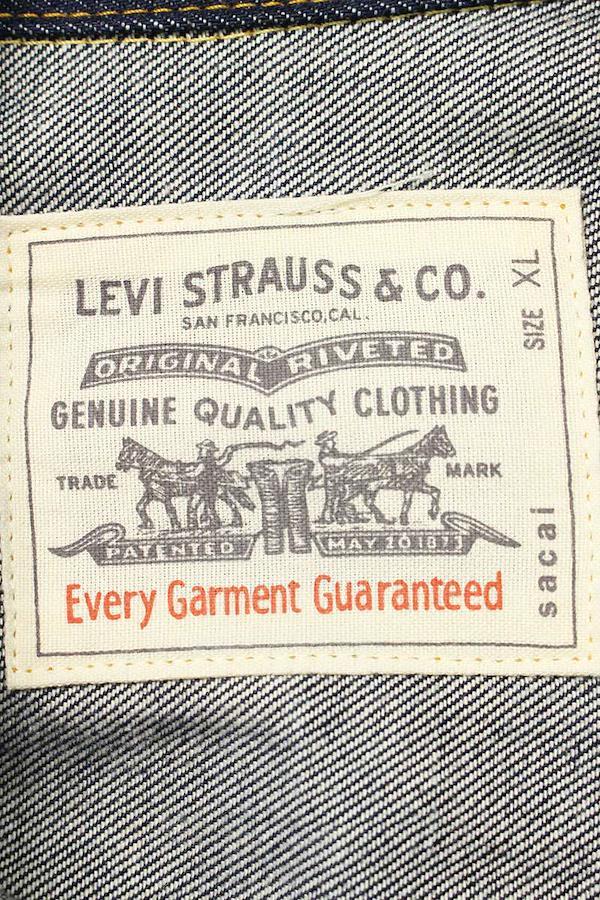 LEVI STRAUSS & CO.
SAN FRANCISCO, CAL.
ORIGINAL RIVETED
GENUINE QUALITY CLOTHING
TRADE MARK
PATENTED MAY 20 1873
Every Garment Guaranteed
SIZE XL
sacai